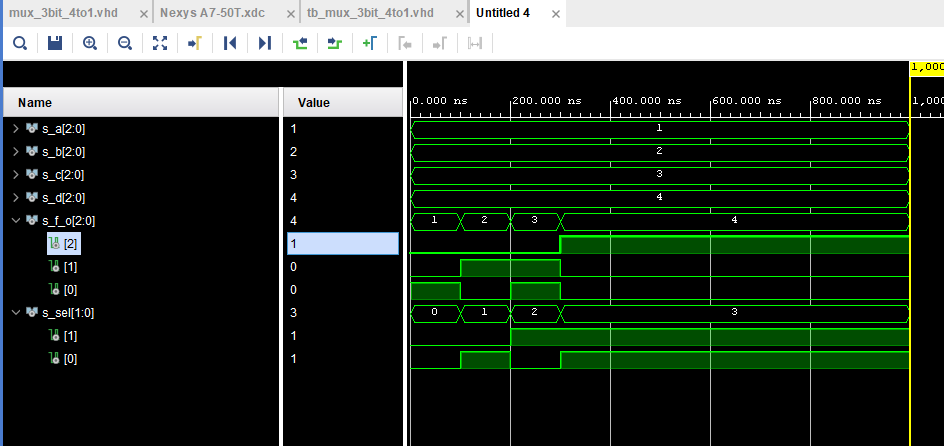 mux_3bit_4to1.vhd × Nexys A7-50T.xdc × tb_mux_3bit_4to1.vhd × Untitled 4 ×
1,000
Name Value 0.000 ns 200.000 ns 400.000 ns 600.000 ns 800.000 ns 1,000
s_a[2:0] 1 1
s_b[2:0] 2 2
s_c[2:0] 3 3
s_d[2:0] 4 4
s_f_o[2:0] 4 1 2 3 4
[2] 1
[1] 0
[0] 0
s_sel[1:0] 3 0 1 2 3
[1] 1
[0] 1